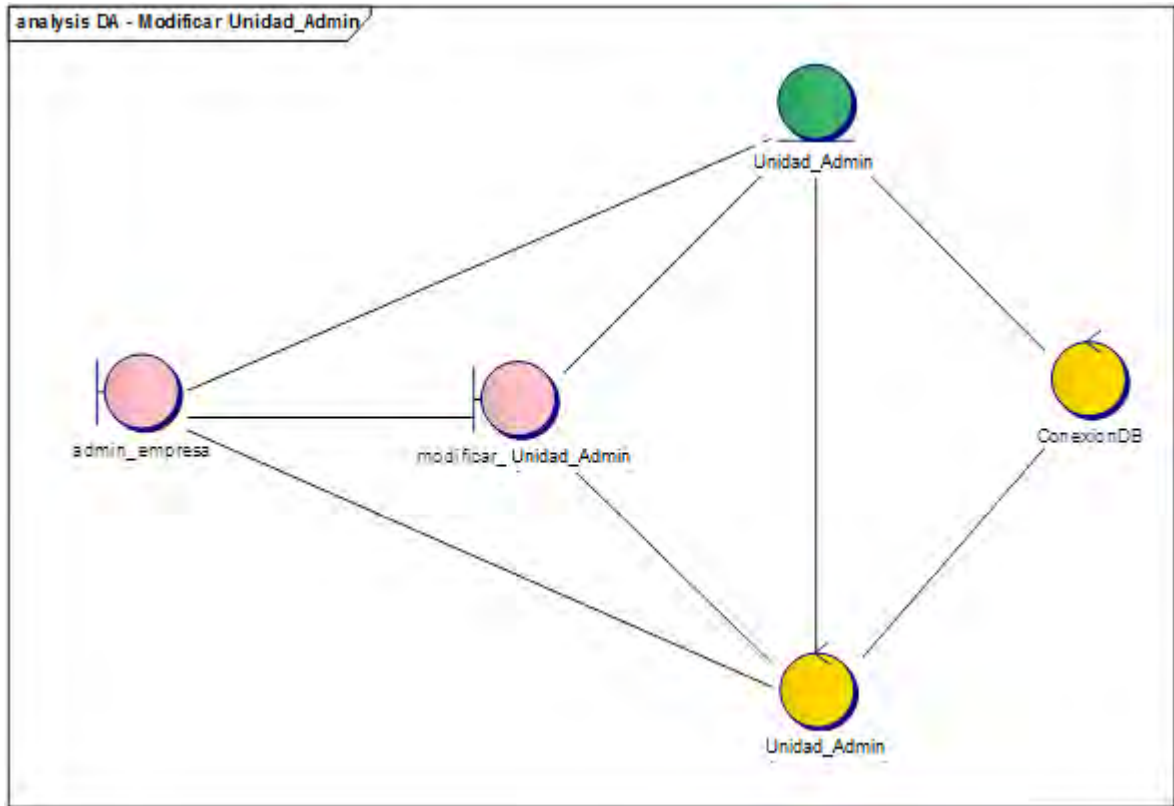 analysis DA - Modificar Unidad_Admin
Unidad_Admin
admin_empresa
modificar_ Unidad_Admin
ConexionDB
Unidad_Admin